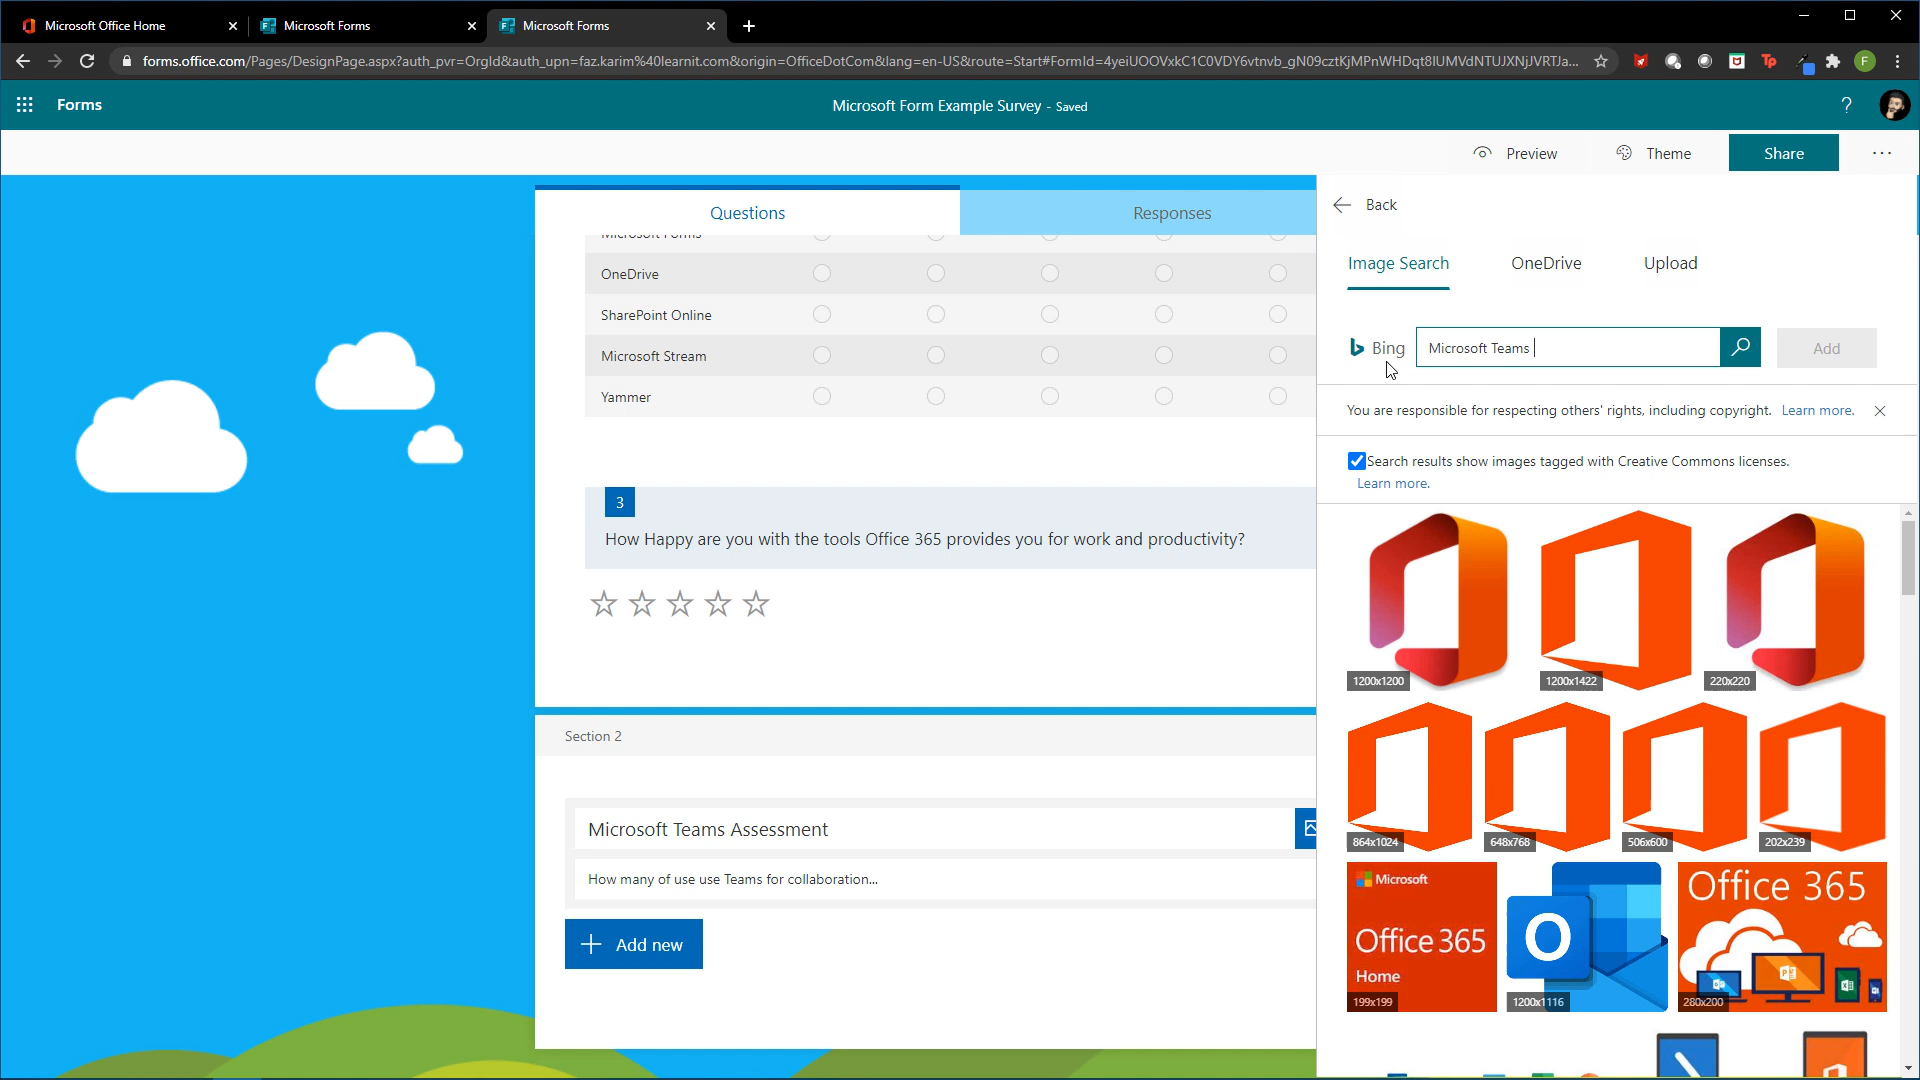 Microsoft Office Home
Microsoft Forms
Microsoft Forms
forms.office.com/Pages/DesignPage.aspx?auth_pvr=OrgId&auth_upn=faz.karim%40learnit.com&origin=OfficeDotCom&lang=en-US&route=Start#FormId=4yeiUOOVxkC1C0VDY6vtnvb_gN09cztKjMPnWHDqt8lUMVdNTUJXNjJVRTJa...
Forms
Microsoft Form Example Survey - Saved
?
Preview
Theme
Share
Questions
Responses
Microsoft Forms
OneDrive
SharePoint Online
Microsoft Stream
Yammer
3
How Happy are you with the tools Office 365 provides you for work and productivity?
Section 2
Microsoft Teams Assessment
How many of use use Teams for collaboration...
Add new
Back
Image Search
OneDrive
Upload
Bing
Microsoft Teams
Add
You are responsible for respecting others' rights, including copyright. Learn more.
Search results show images tagged with Creative Commons licenses.
Learn more.
1200x1200
1200x1422
220x220
864x1024
648x768
506x600
202x239
Microsoft
Office 365
Home
199x199
O
1200x1116
Office 365
280x200